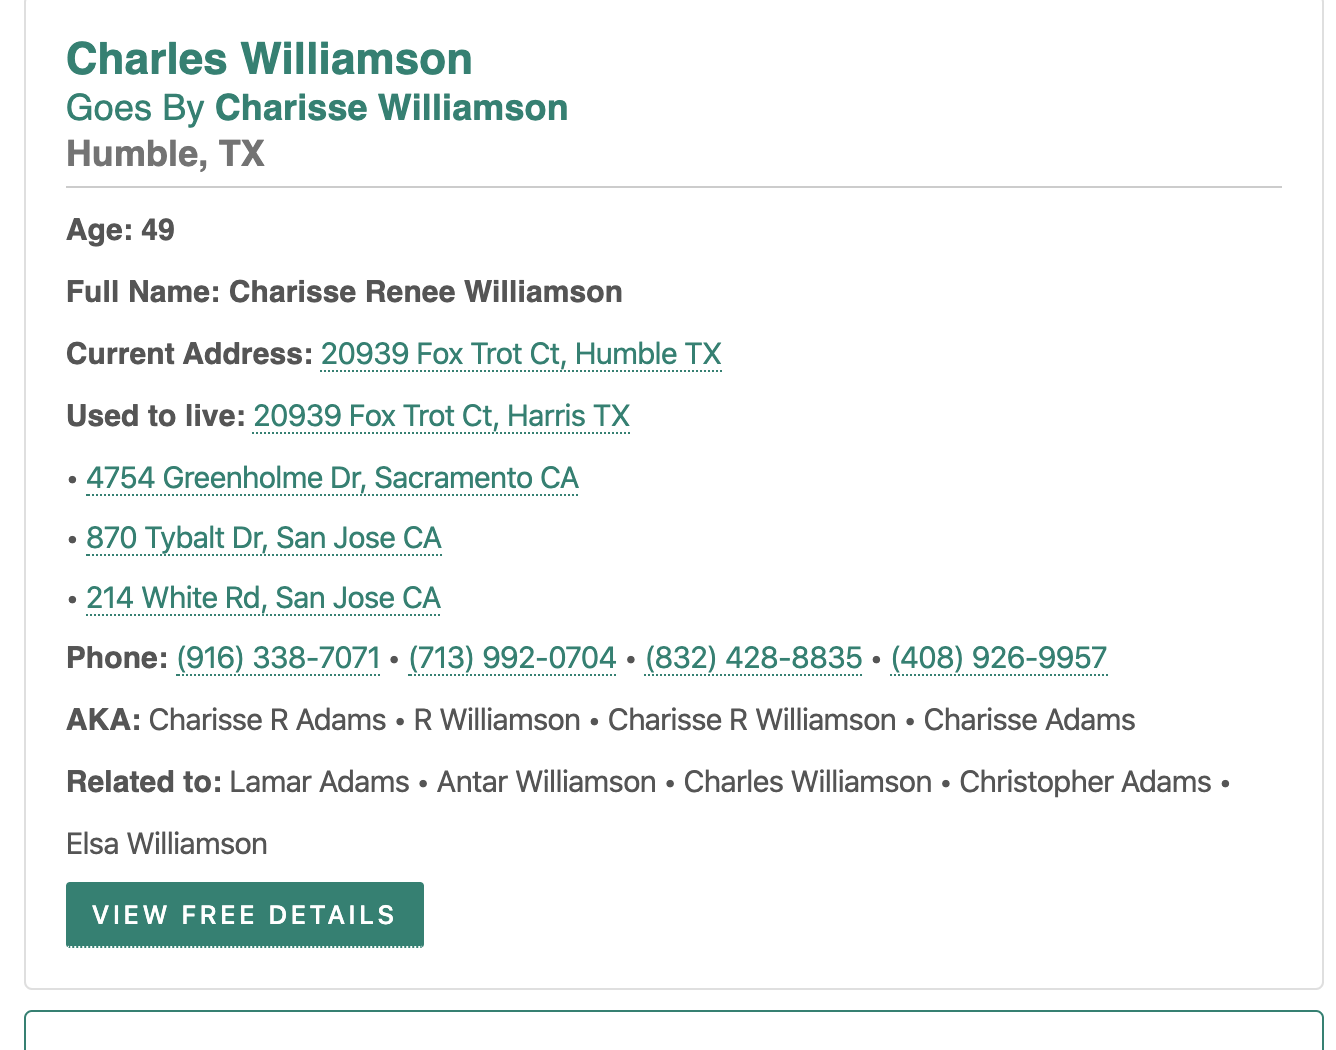 Charles Williamson
Goes By Charisse Williamson
Humble, TX
Age: 49
Full Name: Charisse Renee Williamson
Current Address: 20939 Fox Trot Ct, Humble TX
Used to live: 20939 Fox Trot Ct, Harris TX
• 4754 Greenholme Dr, Sacramento CA
• 870 Tybalt Dr, San Jose CA
• 214 White Rd, San Jose CA
Phone: (916) 338-7071 • (713) 992-0704 • (832) 428-8835 • (408) 926-9957
AKA: Charisse R Adams • R Williamson • Charisse R Williamson • Charisse Adams
Related to: Lamar Adams • Antar Williamson • Charles Williamson • Christopher Adams •
Elsa Williamson
VIEW FREE DETAILS